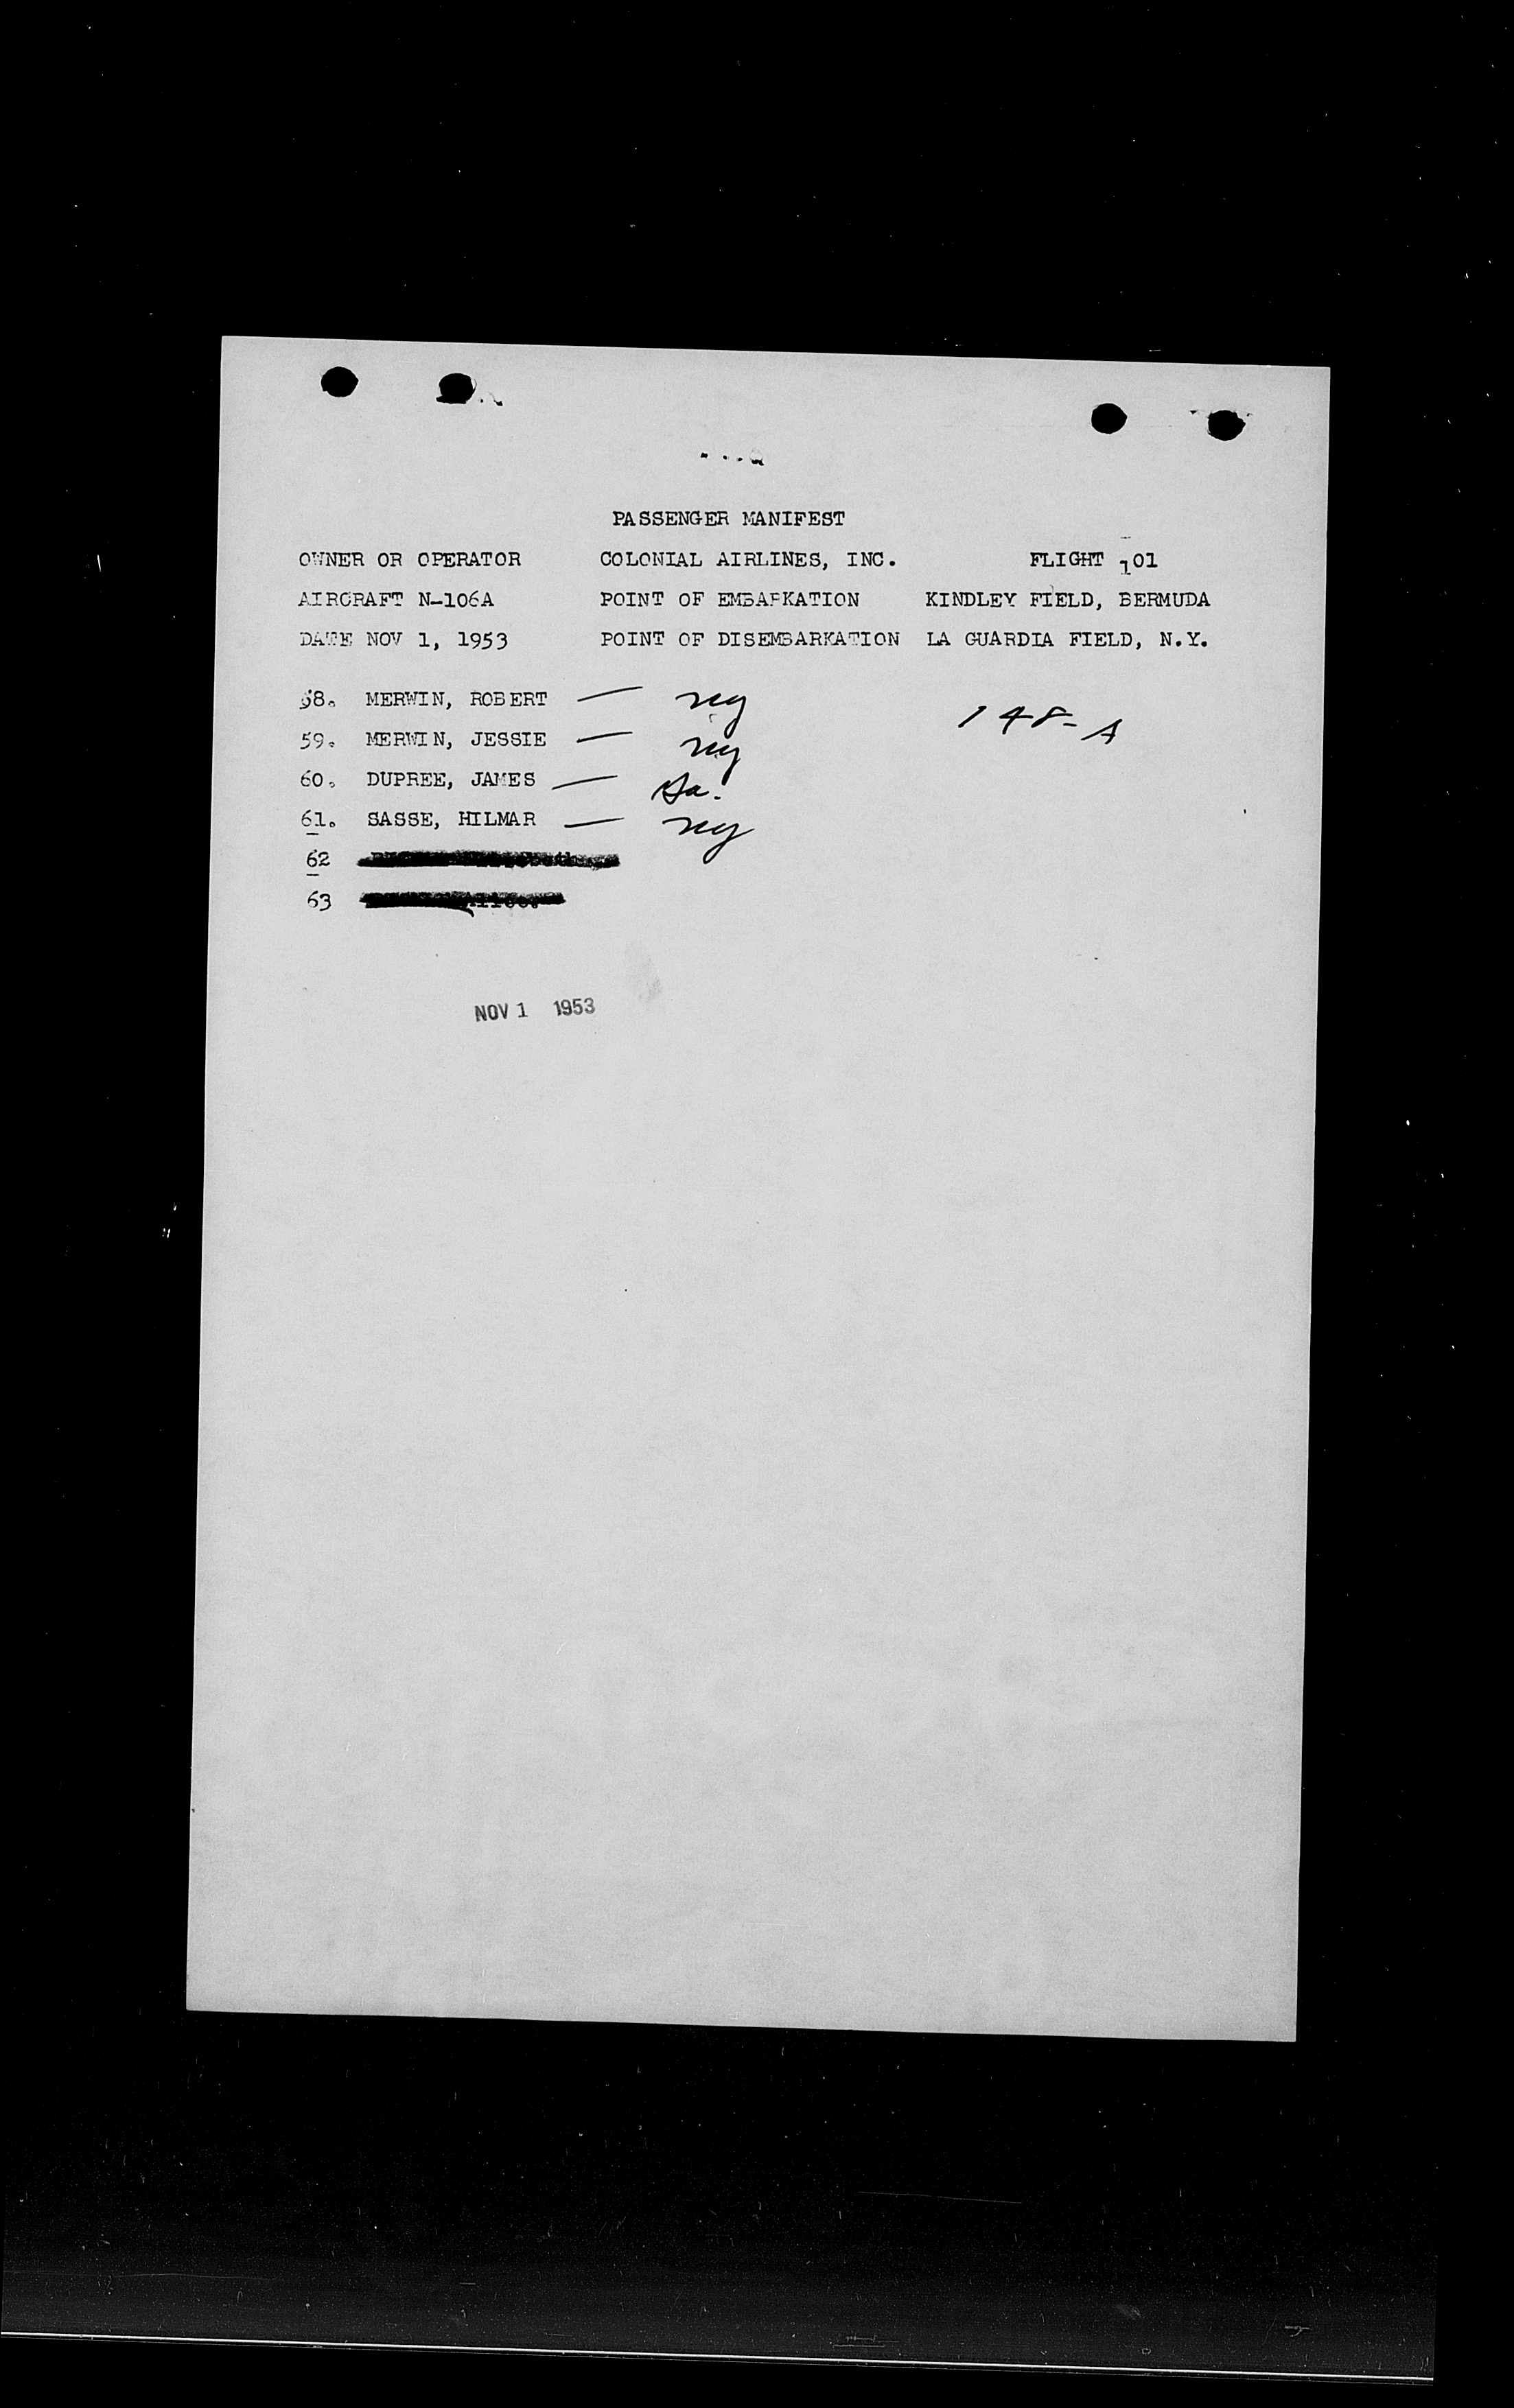 PASSENGER MANIFEST
OWNER OR OPERATOR COLONIAL AIRLINES, INC. FLIGHT 101
AIRCRAFT N-106A POINT OF EMBARKATION KINDLEY FIELD, BERMUDA
DATE NOV 1, 1953 POINT OF DISEMBARKATION LA GUARDIA FIELD, N.Y.
58. MERWIN, ROBERT — ny
148-A
59. MERWIN, JESSIE — ny
60. DUPREE, JAMES —
61. SASSE, HILMAR — ny
62
63
NOV 1 1953